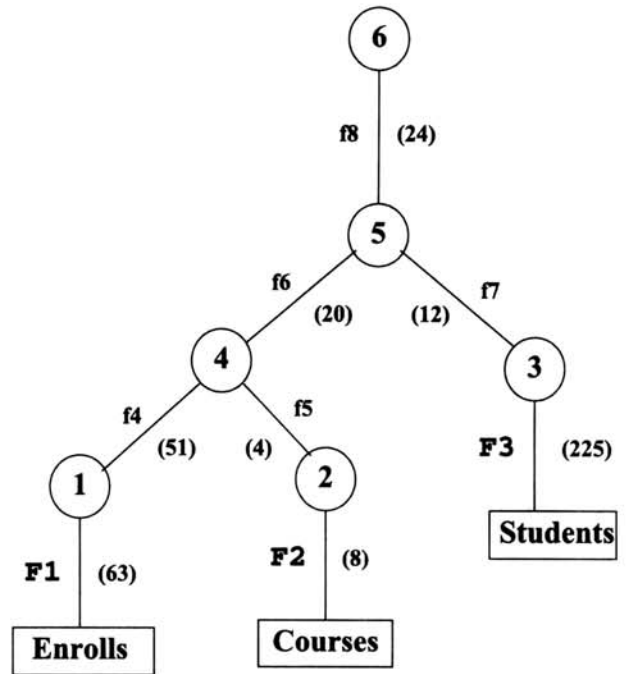 6
f8 (24)
5
f6 f7
(20) (12)
4 3
f4 f5
(51) (4) F3 (225)
1 2
Students
F1 (63) F2 (8)
Enrolls Courses